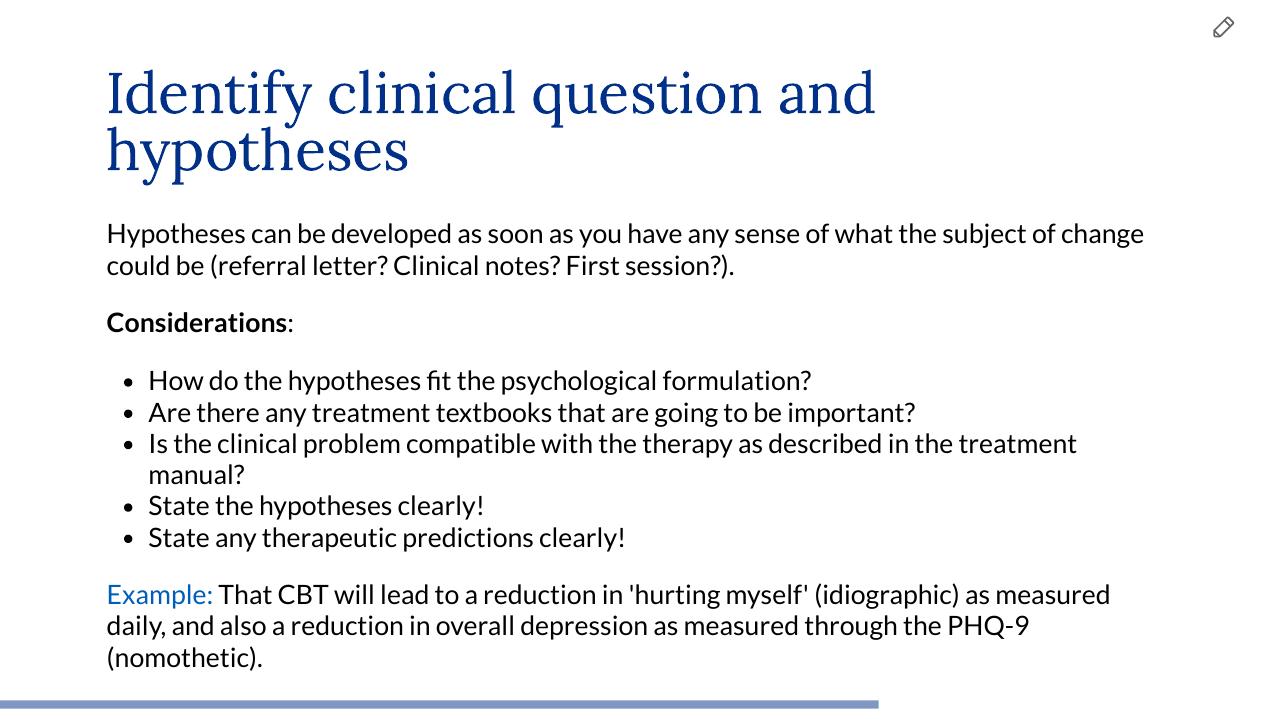 Identify clinical question and
hypotheses
Hypotheses can be developed as soon as you have any sense of what the subject of change
could be (referral letter? Clinical notes? First session?).
Considerations:
• How do the hypotheses fit the psychological formulation?
• Are there any treatment textbooks that are going to be important?
• Is the clinical problem compatible with the therapy as described in the treatment
manual?
• State the hypotheses clearly!
• State any therapeutic predictions clearly!
Example: That CBT will lead to a reduction in 'hurting myself' (idiographic) as measured
daily, and also a reduction in overall depression as measured through the PHQ-9
(nomothetic).